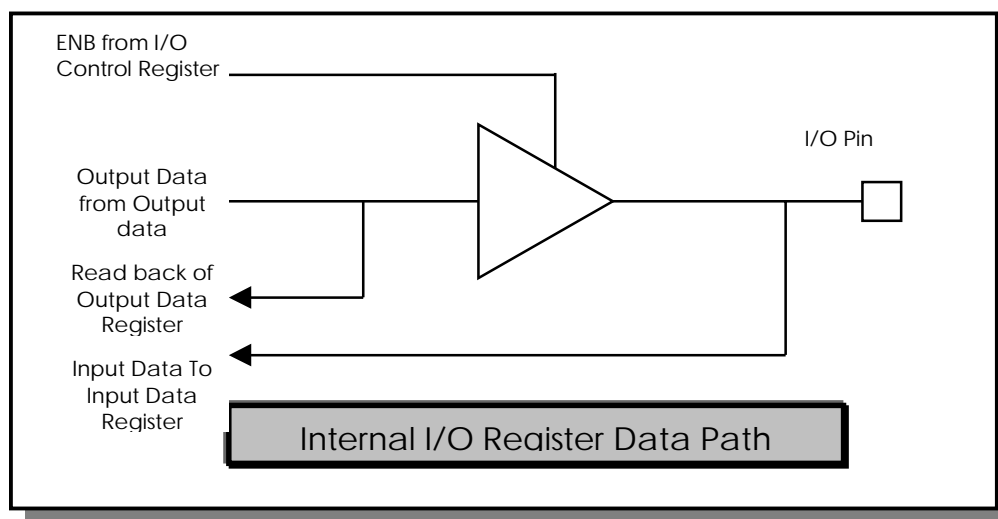 ENB from I/O
Control Register
I/O Pin
Output Data
from Output
data
Read back of
Output Data
Register
Input Data To
Input Data
Register
Internal I/O Register Data Path